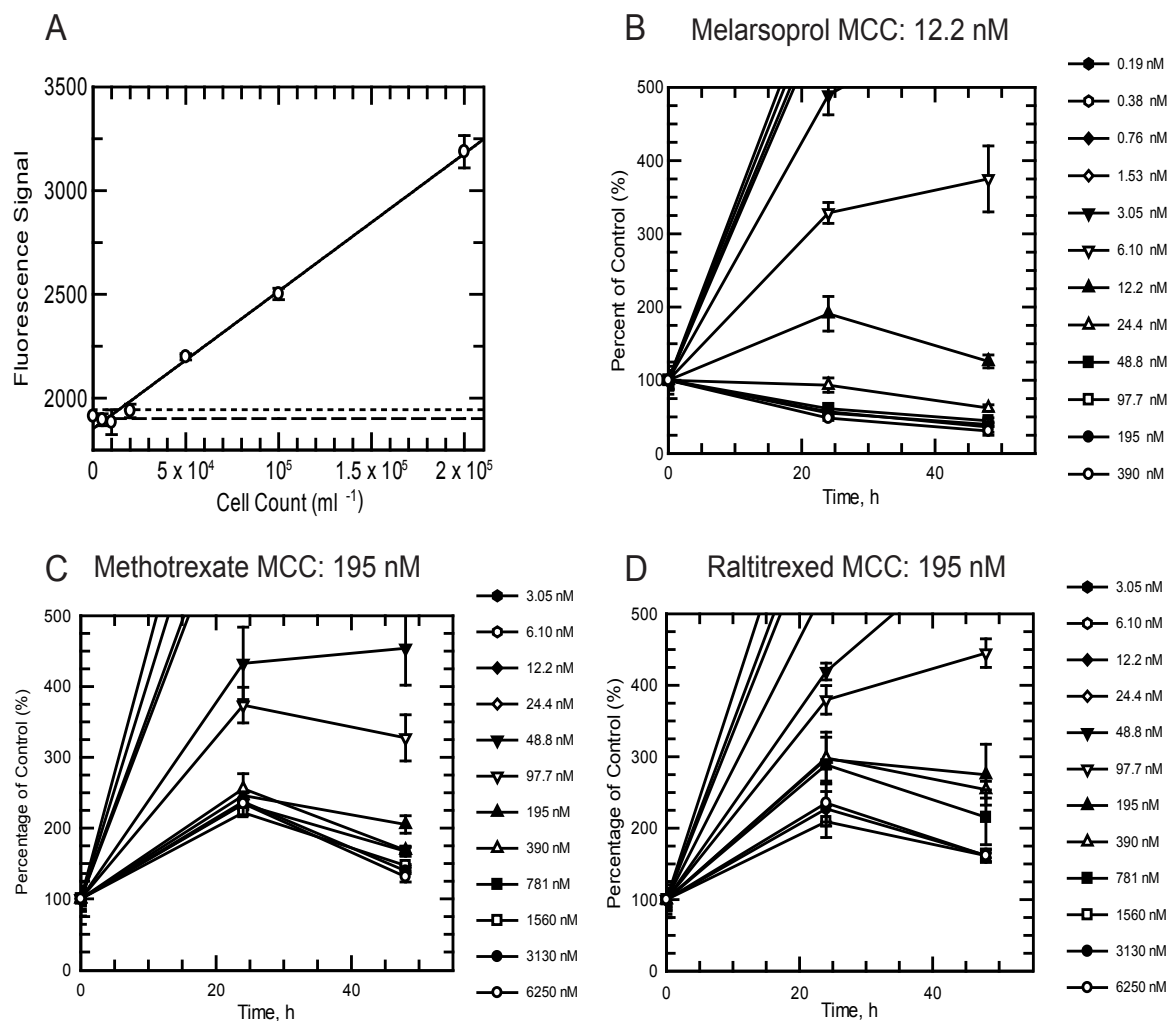 A
3500
3000
2500
2000
1900
0
5 x 10⁴
10⁵
1.5 x 10⁵
2 x 10⁵
Fluorescence Signal
Cell Count (ml ⁻¹)
B Melarsoprol MCC: 12.2 nM
500
400
300
200
100
0
0 20 40
Percent of Control (%)
Time, h
0.19 nM
0.38 nM
0.76 nM
1.53 nM
3.05 nM
6.10 nM
12.2 nM
24.4 nM
48.8 nM
97.7 nM
195 nM
390 nM
C Methotrexate MCC: 195 nM
500
400
300
200
100
0
0 20 40
Percentage of Control (%)
Time, h
3.05 nM
6.10 nM
12.2 nM
24.4 nM
48.8 nM
97.7 nM
195 nM
390 nM
781 nM
1560 nM
3130 nM
6250 nM
D Raltitrexed MCC: 195 nM
500
400
300
200
100
0
0 20 40
Percentage of Control (%)
Time, h
3.05 nM
6.10 nM
12.2 nM
24.4 nM
48.8 nM
97.7 nM
195 nM
390 nM
781 nM
1560 nM
3130 nM
6250 nM